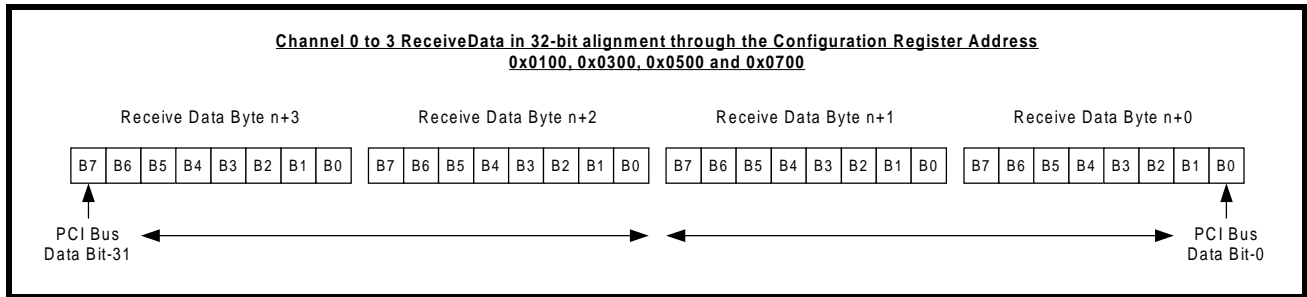 Channel 0 to 3 ReceiveData in 32-bit alignment through the Configuration Register Address
0x0100, 0x0300, 0x0500 and 0x0700
Receive Data Byte n+3 Receive Data Byte n+2 Receive Data Byte n+1 Receive Data Byte n+0
B7 B6 B5 B4 B3 B2 B1 B0 B7 B6 B5 B4 B3 B2 B1 B0 B7 B6 B5 B4 B3 B2 B1 B0 B7 B6 B5 B4 B3 B2 B1 B0
PCI Bus PCI Bus
Data Bit-31 Data Bit-0